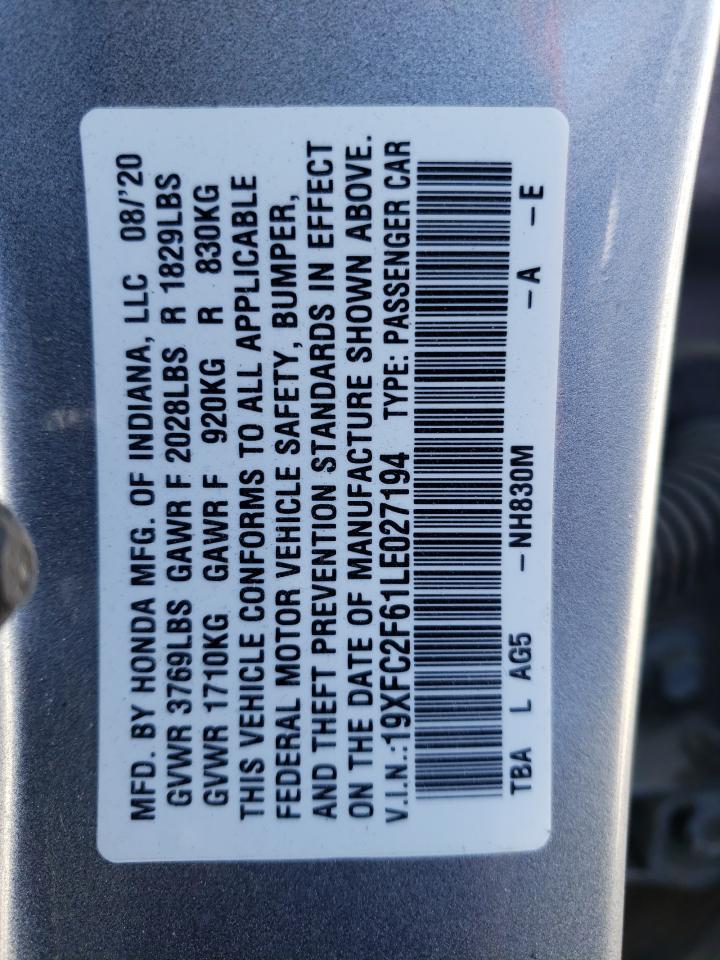 MFD. BY HONDA MFG. OF INDIANA, LLC 08/'20
GVWR 3769LBS GAWR F 2028LBS R 1829LBS
GVWR 1710KG GAWR F 920KG R 830KG
THIS VEHICLE CONFORMS TO ALL APPLICABLE
FEDERAL MOTOR VEHICLE SAFETY, BUMPER,
AND THEFT PREVENTION STANDARDS IN EFFECT
ON THE DATE OF MANUFACTURE SHOWN ABOVE.
V.I.N.:19XFC2F61LE027194 TYPE: PASSENGER CAR
TBA L AG5 -NH830M -A -E